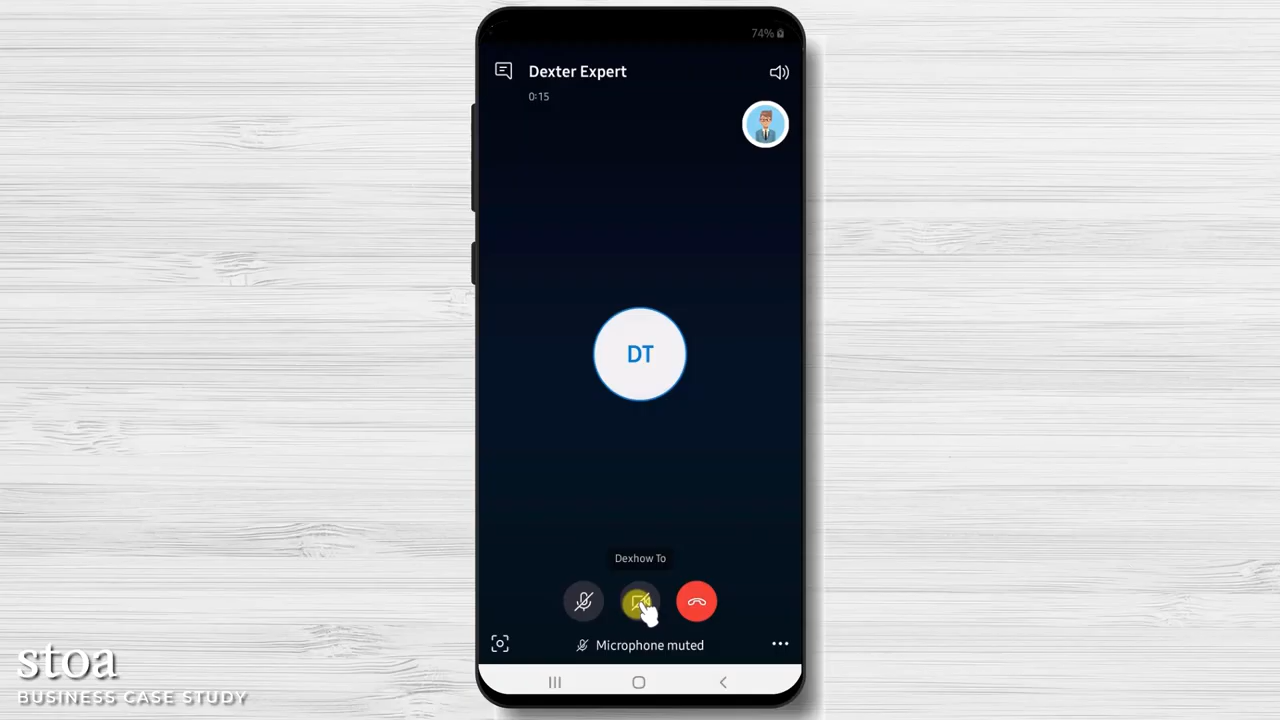 74%
Dexter Expert
0:15
DT
Dexhow To
Microphone muted
stoa
BUSINESS CASE STUDY